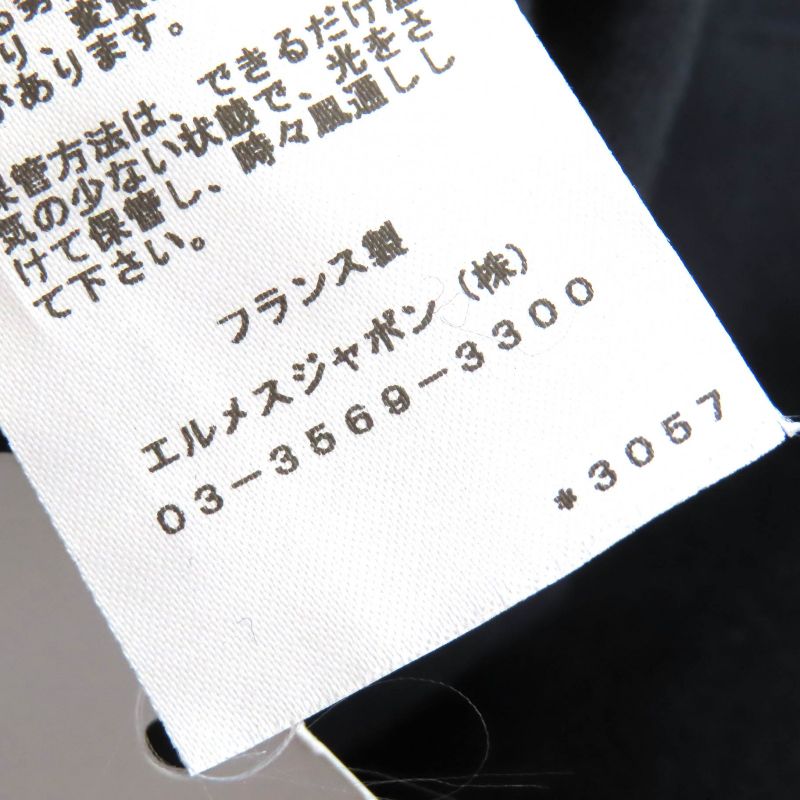 り、変
があります。
保管方法は、できるだけ湿
気の少ない状態で、光をさ
けて保管し、時々風通しし
て下さい。
フランス製
エルメスジャポン(株)
03-3569-3300
*3057